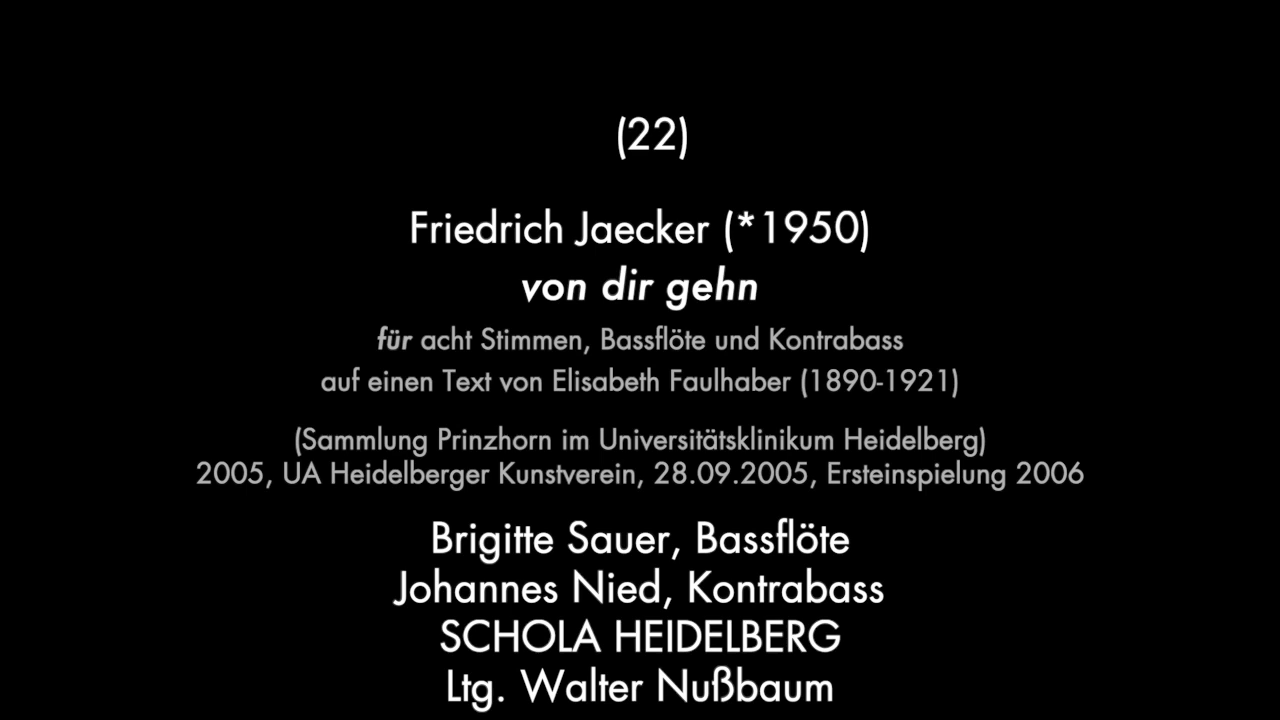 (22)
Friedrich Jaecker (*1950)
von dir gehn
für acht Stimmen, Bassflöte und Kontrabass
auf einen Text von Elisabeth Faulhaber (1890-1921)
(Sammlung Prinzhorn im Universitätsklinikum Heidelberg)
2005, UA Heidelberger Kunstverein, 28.09.2005, Ersteinspielung 2006
Brigitte Sauer, Bassflöte
Johannes Nied, Kontrabass
SCHOLA HEIDELBERG
Ltg. Walter Nußbaum